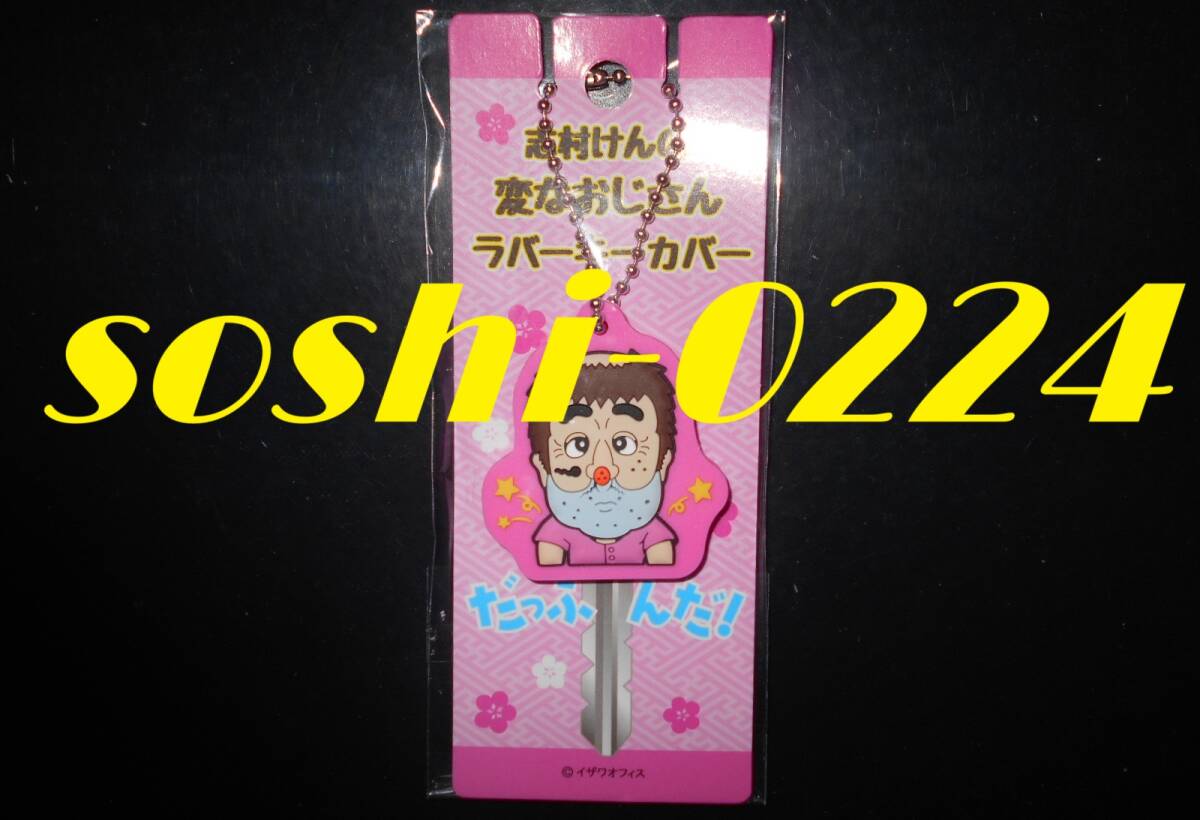 志村けんの
変なおじさん
ラバーキーカバー
soshi-0224
だっふんだ!
©イザワオフィス